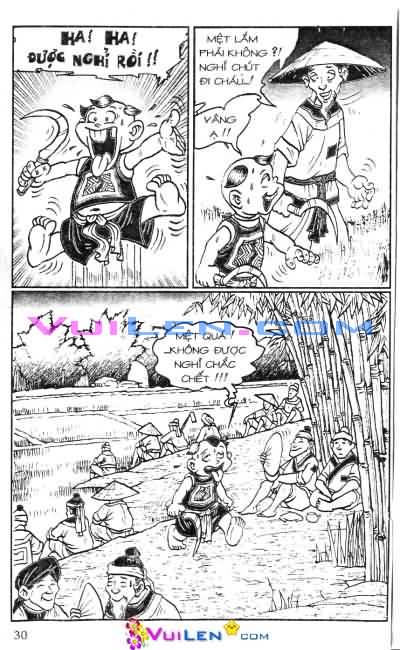 HA! HA!
ĐƯỢC NGHỈ RỒI!!
MỆT LẮM
PHẢI KHÔNG?!
NGHỈ CHÚT
ĐI CHÁU...!
VÂNG
Ạ!!
VuiLen.com
MỆT QUÁ!
...KHÔNG ĐƯỢC
NGHỈ CHẮC
CHẾT!!!
30
VuiLen.com